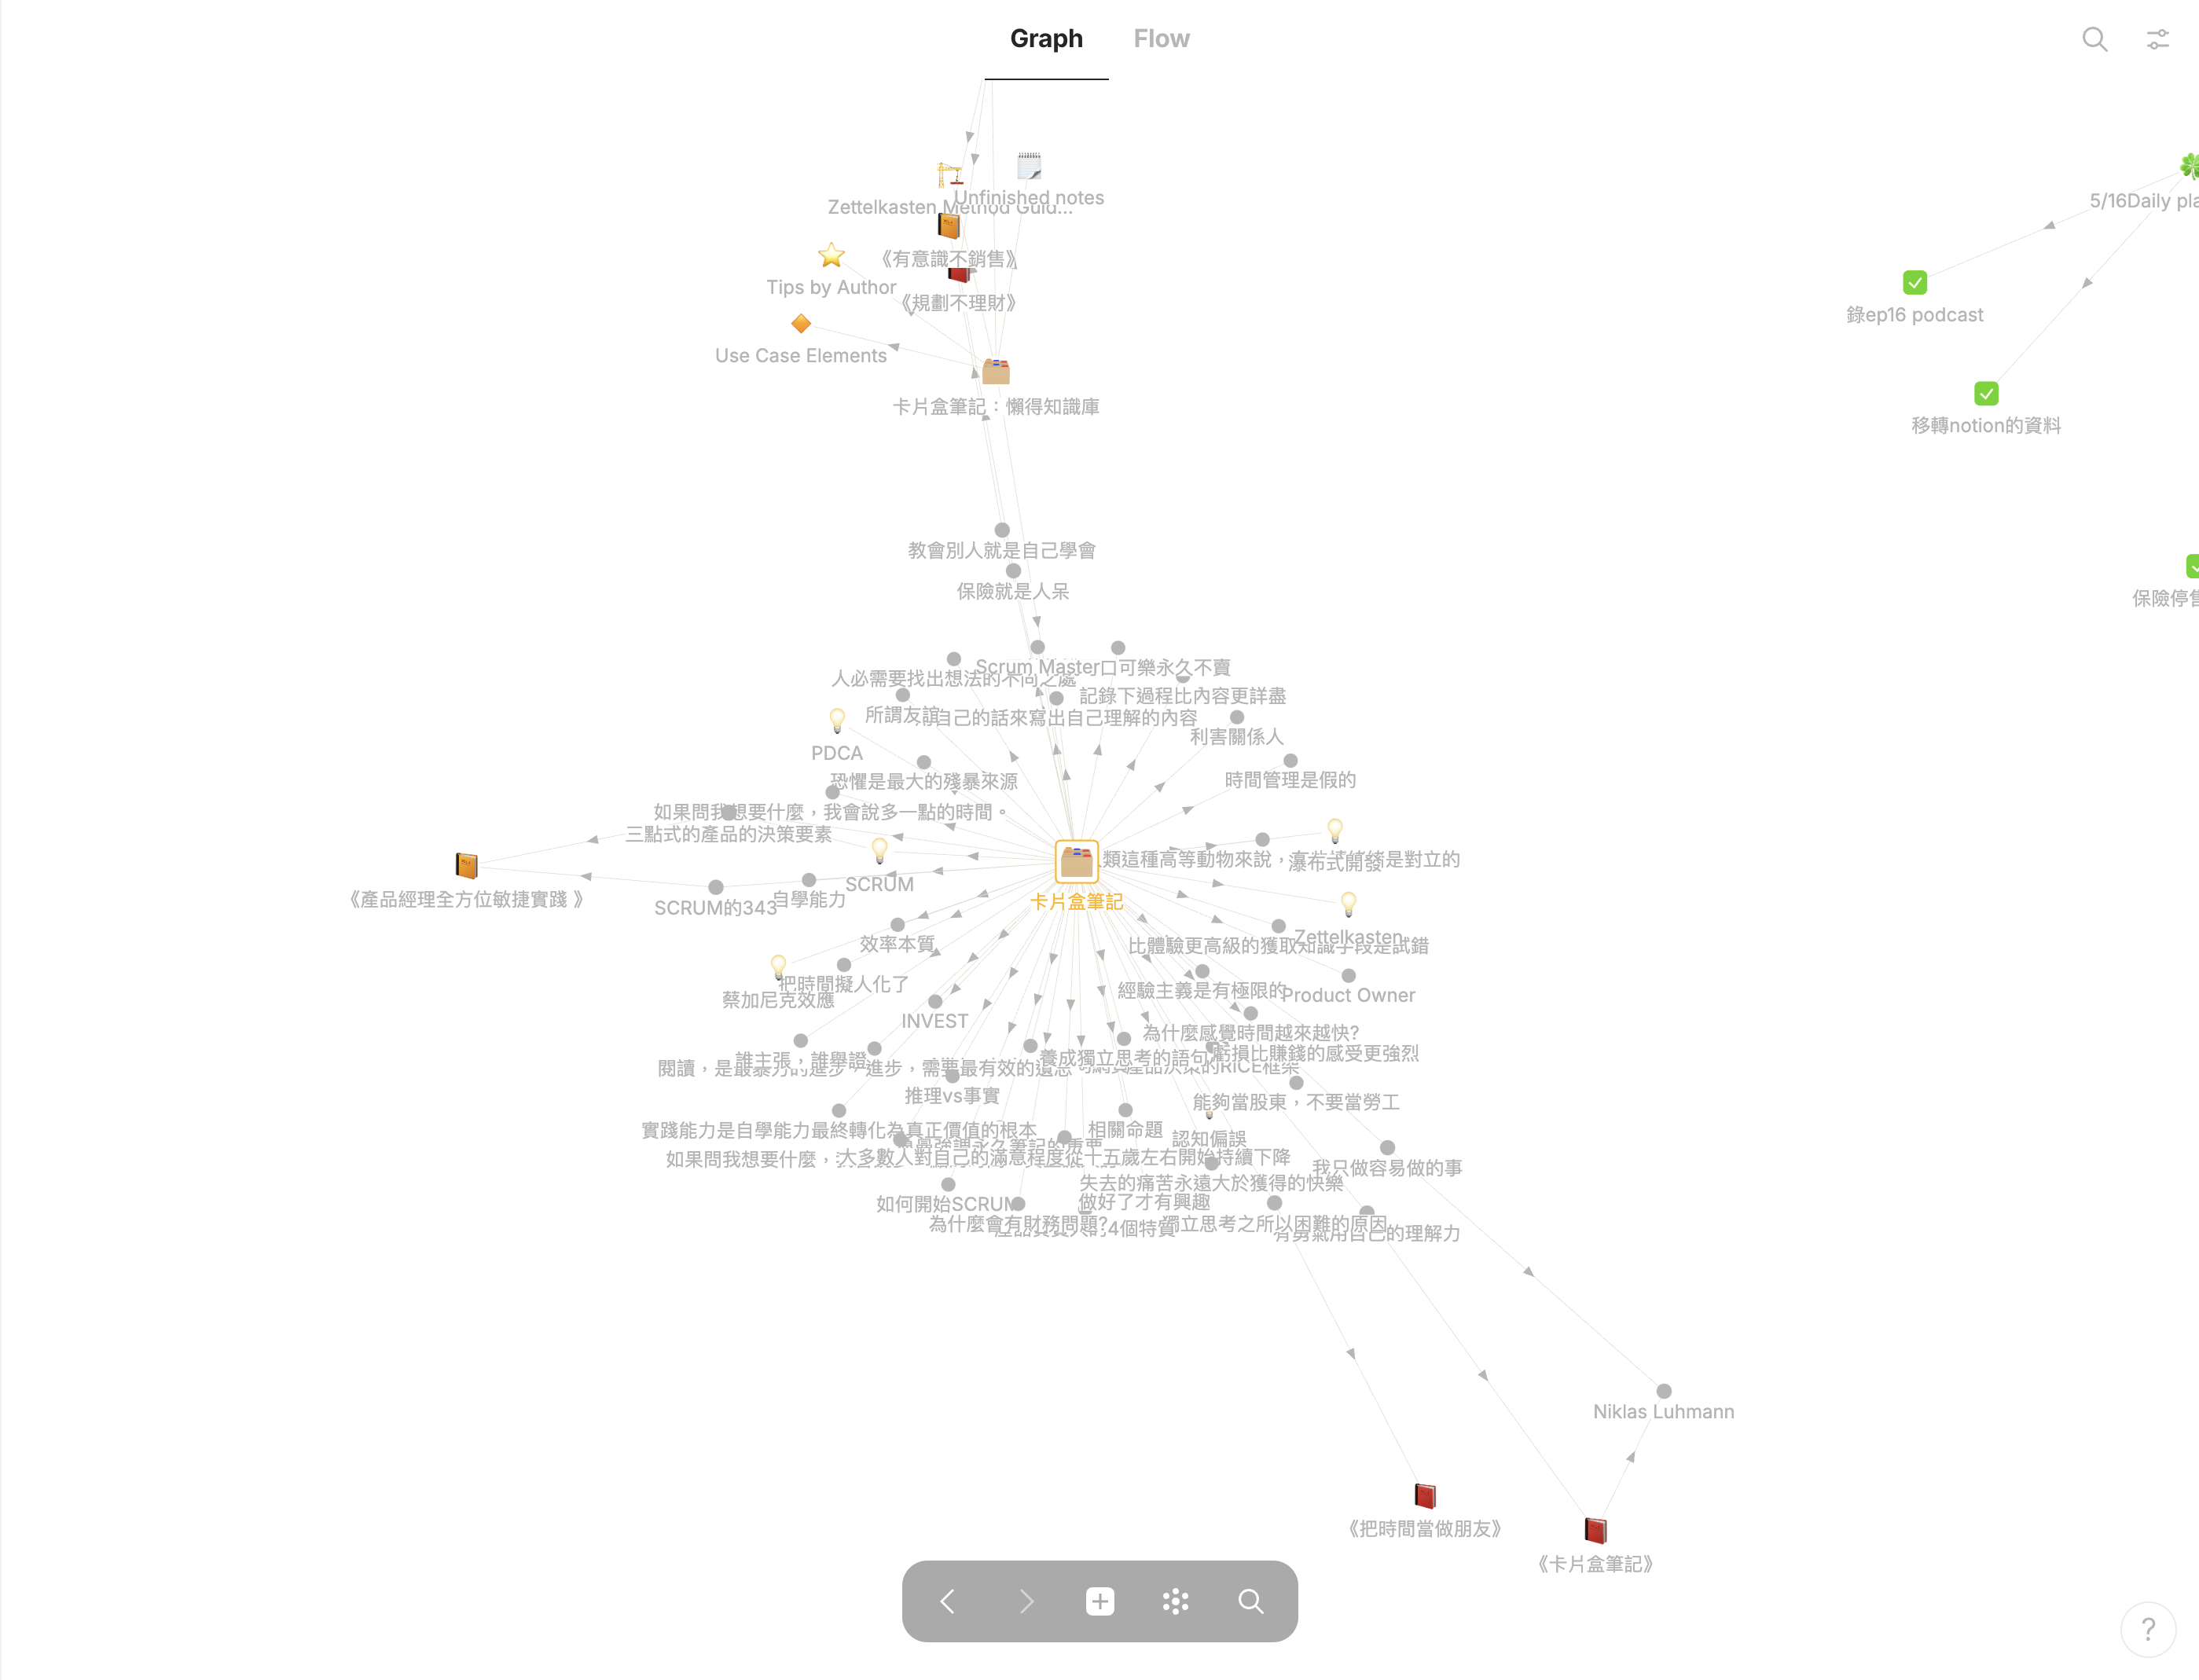 Graph
Flow
Unfinished notes
Zettelkasten Method Guid...
5/16Daily pla
《有意識不銷售》
Tips by Author
《規劃不理財》
錄ep16 podcast
Use Case Elements
卡片盒筆記：懶得知識庫
移轉notion的資料
教會別人就是自己學會
保險就是人呆
保險停售
Scrum Master
口可樂永久不賣
人必需要找出想法的不同之處
記錄下過程比內容更詳盡
所謂友誼
自己的話來寫出自己理解的內容
利害關係人
PDCA
恐懼是最大的殘暴來源
時間管理是假的
如果問我想要什麼，我會說多一點的時間。
三點式的產品的決策要素
類這種高等動物來說，
是對立的
瀑布式開發
SCRUM
《產品經理全方位敏捷實踐 》
SCRUM的343
自學能力
卡片盒筆記
Zettelkasten
效率本質
比體驗更高級的獲取知識手段是試錯
把時間擬人化了
蔡加尼克效應
經驗主義是有極限的
Product Owner
INVEST
為什麼感覺時間越來越快?
誰主張，誰舉證
養成獨立思考的語句
虧損比賺錢的感受更強烈
閱讀，是最暴力的進步
進步，需要最有效的遺忘
產品決策的RICE框架
推理vs事實
能夠當股東，不要當勞工
實踐能力是自學能力最終轉化為真正價值的根本
相關命題
認知偏誤
如果問我想要什麼，
大多數人對自己的滿意程度從十五歲左右開始持續下降
我只做容易做的事
失去的痛苦永遠大於獲得的快樂
如何開始SCRUM
做好了才有興趣
為什麼會有財務問題?
4個特質
獨立思考之所以困難的原因
有勇氣用自己的理解力
Niklas Luhmann
《把時間當做朋友》
《卡片盒筆記》
?